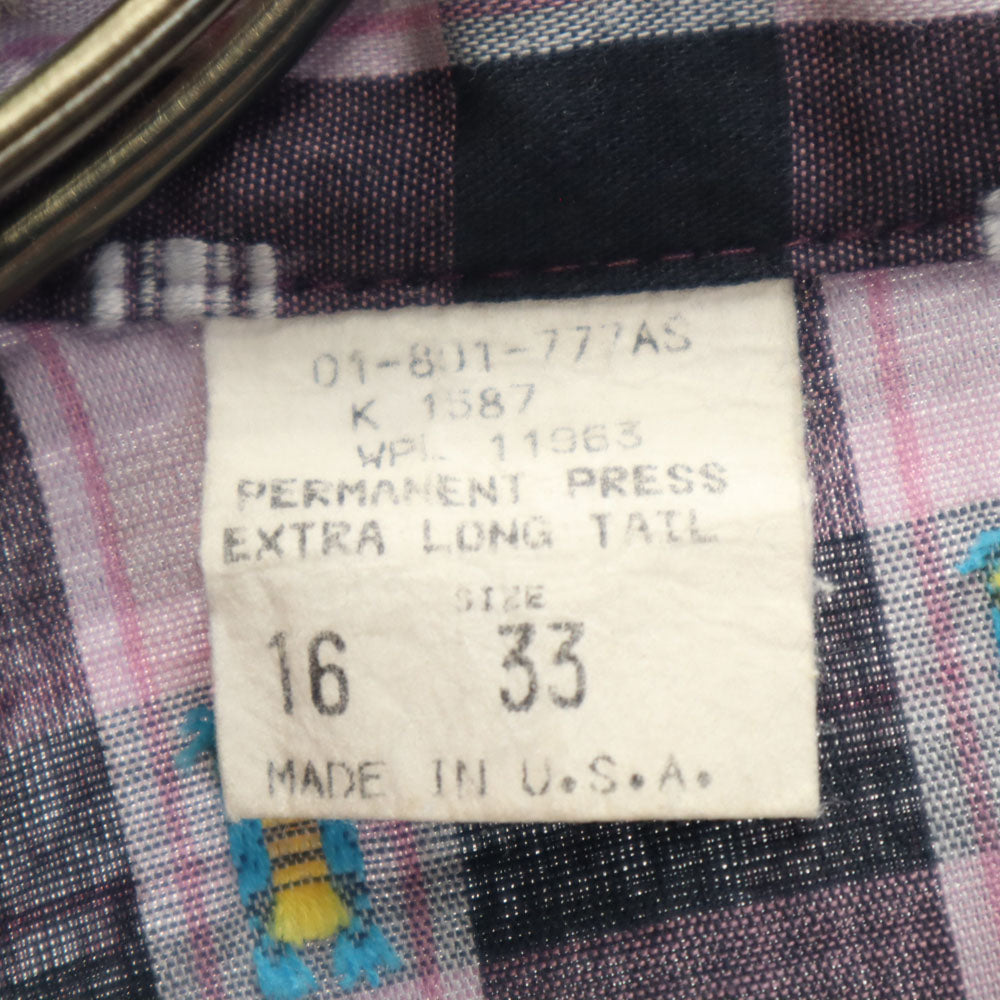 01-801-777AS
K 1587
WPL 11963
PERMANENT PRESS
EXTRA LONG TAIL
SIZE
16 33
MADE IN U.S.A.